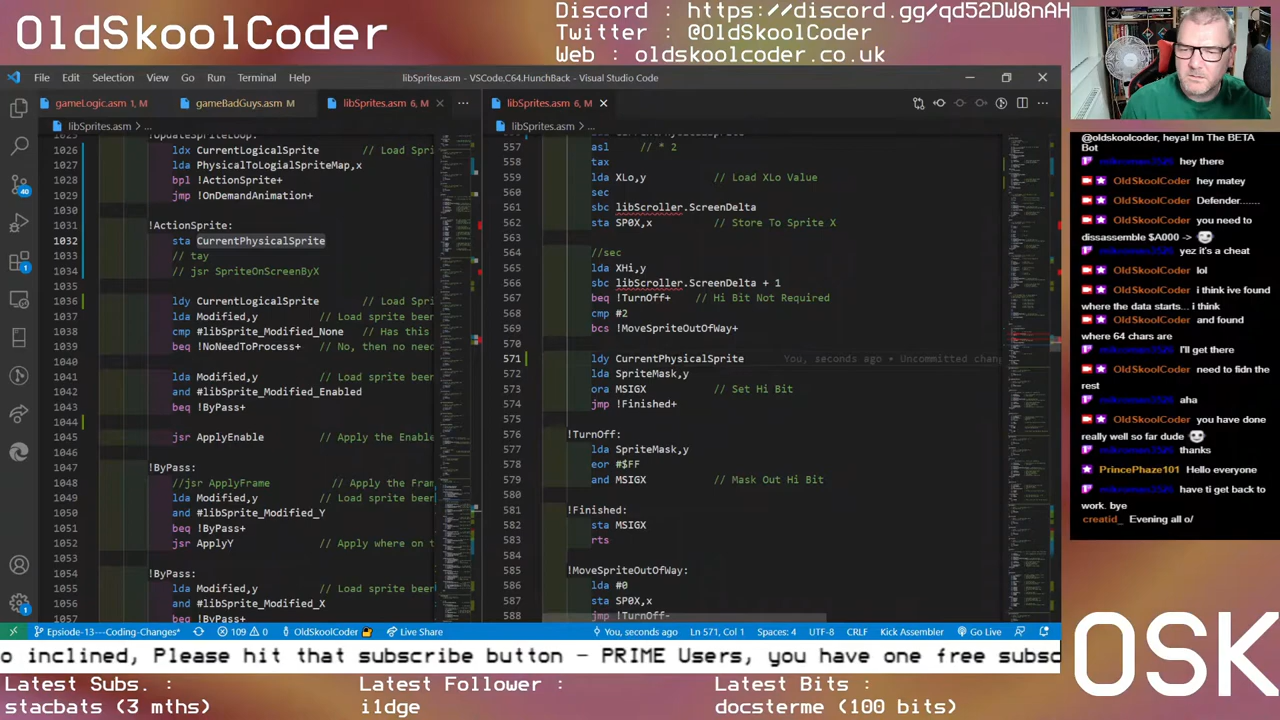 OldSkoolCoder
Discord : https://discord.gg/qd52DW8nAH
Twitter : @OldSkoolCoder
Web : oldskoolcoder.co.uk
File Edit Selection View Go Run Terminal Help
libSprites.asm - VSCode.C64.HunchBack - Visual Studio Code
gameLogic.asm 1, M
gameBadGuys.asm M
libSprites.asm 6, M
libSprites.asm > ...
1026 ldx CurrentLogicalSprite // Load Spri
1027 lda PhysicalToLogialSpriteMap,x
1028 bpl !ActionSprite+
1029 jmp !OnDemandAnimation+
1030
1031 !ActionSprite:
1032 stx CurrentPhysicalSprite
1033 // tay
1034 // jsr SpriteOnScreenByX
1035
1036 ldy CurrentLogicalSprite // Load Spri
1037 lda Modified,y // Load sprite been
1038 cmp #libSprite_Modified_None // Has this
1039 beq !NoNeedToProcess+ // No, then no need
1040
1041 lda Modified,y // Load sprite been
1042 and #libSprite_Modified_Enabled
1043 beq !ByPass+
1044
1045 jsr ApplyEnable // Apply the Enable
1046
1047 !ByPass:
1048 //jsr ApplyFrame // Apply the Fram
1049 lda Modified,y // Load sprite been
1050 and #libSprite_Modified_Y
1051 beq !ByPass+
1052 jsr ApplyY // Apply where on t
1053
1054 !ByPass:
1055 lda Modified,y // Load sprite been
1056 and #libSprite_Modified_X
1057 beq !ByPass+
libSprites.asm 6, M
libSprites.asm > ...
557 asl // * 2
558 tax
559 lda XLo,y // Load XLo Value
560 sec
561 sbc libScroller.ScreenDelta
562 sta SP0X,x // Store To Sprite X
563
564 //sec
565 lda XHi,y
566 sbc libScroller.ScreenDelta + 1
567 beq !TurnOff+ // Hi Bit Not Required
568 cmp #2
569 bcs !MoveSpriteOutOfWay+
570
571 ldy CurrentPhysicalSprite You, seconds ago • Uncommitted chan
572 lda SpriteMask,y
573 ora MSIGX // Set Hi Bit
574 jmp !Finished+
575
576 !TurnOff:
577 lda SpriteMask,y
578 eor #$FF
579 and MSIGX // Mask Out Hi Bit
580
581 !Finished:
582 sta MSIGX
583 rts
584
585 !MoveSpriteOutOfWay:
586 lda #0
587 sta SP0X,x
588 jmp !TurnOff-
Epsiode-13---Coding-Changes* 109 0 OldSkoolCoder Live Share
You, seconds ago Ln 571, Col 1 Spaces: 4 UTF-8 CRLF Kick Assembler Go Live
@oldskoolcoder, heya! Im The BETA
Bot
hey there
OldSkoolCoder hey matey
OldSkoolCoder
Defender.......
OldSkoolCoder you need to
dissassemble $A000 ->
yez it's a cheat
OldSkoolCoder lol
i think ive found
where the data starts... i think
OldSkoolCoder and found
where 64 chars are
I'll get there
OldSkoolCoder need to fidn the
rest
aha
OldSkoolCoder you have done
really well so far dude
thanks
PrincePhaze101 Hello everyone
have ti get back to
work. bye
creatid_ Evening all o/
o inclined, Please hit that subscribe button - PRIME Users, you have one free subsc
Latest Subs. :
stacbats (3 mths)
Latest Follower :
i1dge
Latest Bits :
docsterme (100 bits)
OSK